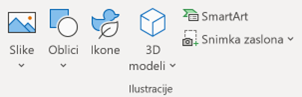 Slike
Oblici
Ikone
3D
modeli
SmartArt
Snimka zaslona
Ilustracije